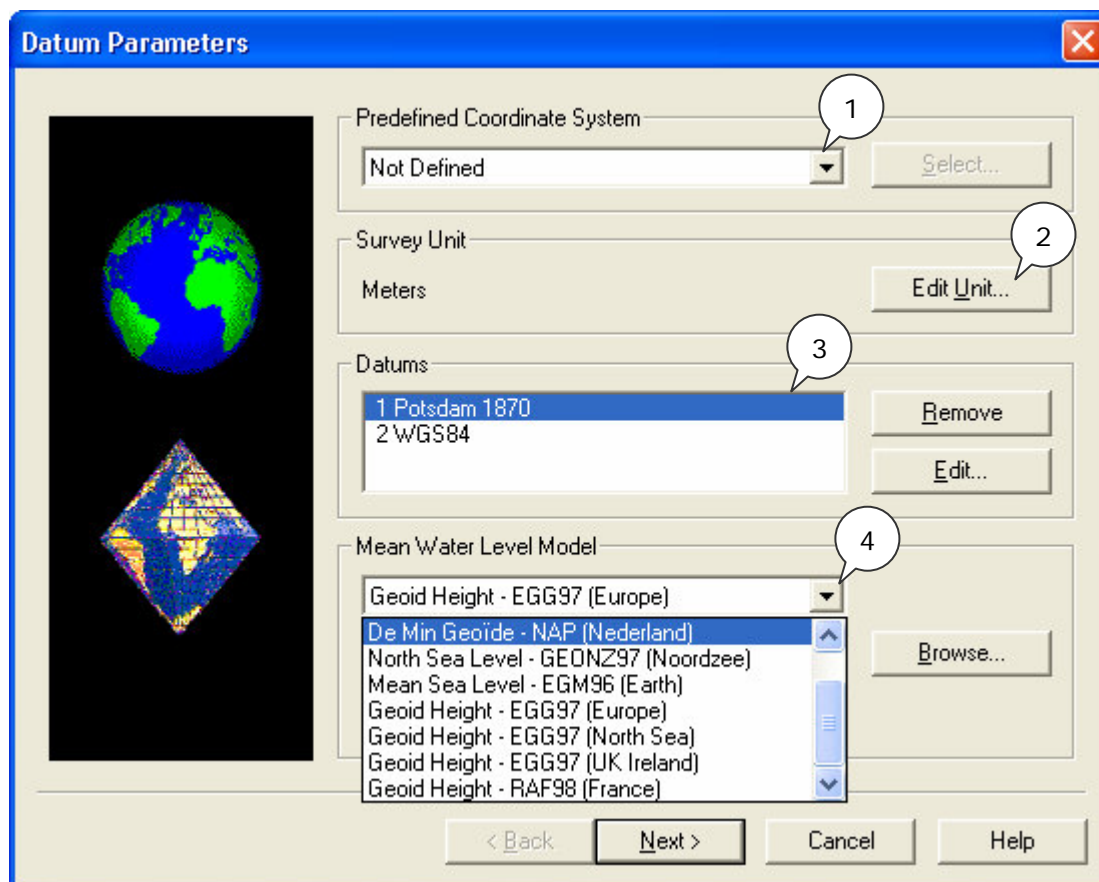 Datum Parameters
Predefined Coordinate System
1
Not Defined
Select...
Survey Unit
2
Meters
Edit Unit...
Datums
3
1 Potsdam 1870
2 WGS84
Remove
Edit...
Mean Water Level Model
4
Geoid Height - EGG97 (Europe)
De Min Geoïde - NAP (Nederland)
North Sea Level - GEONZ97 (Noordzee)
Mean Sea Level - EGM96 (Earth)
Geoid Height - EGG97 (Europe)
Geoid Height - EGG97 (North Sea)
Geoid Height - EGG97 (UK Ireland)
Geoid Height - RAF98 (France)
Browse...
< Back
Next >
Cancel
Help